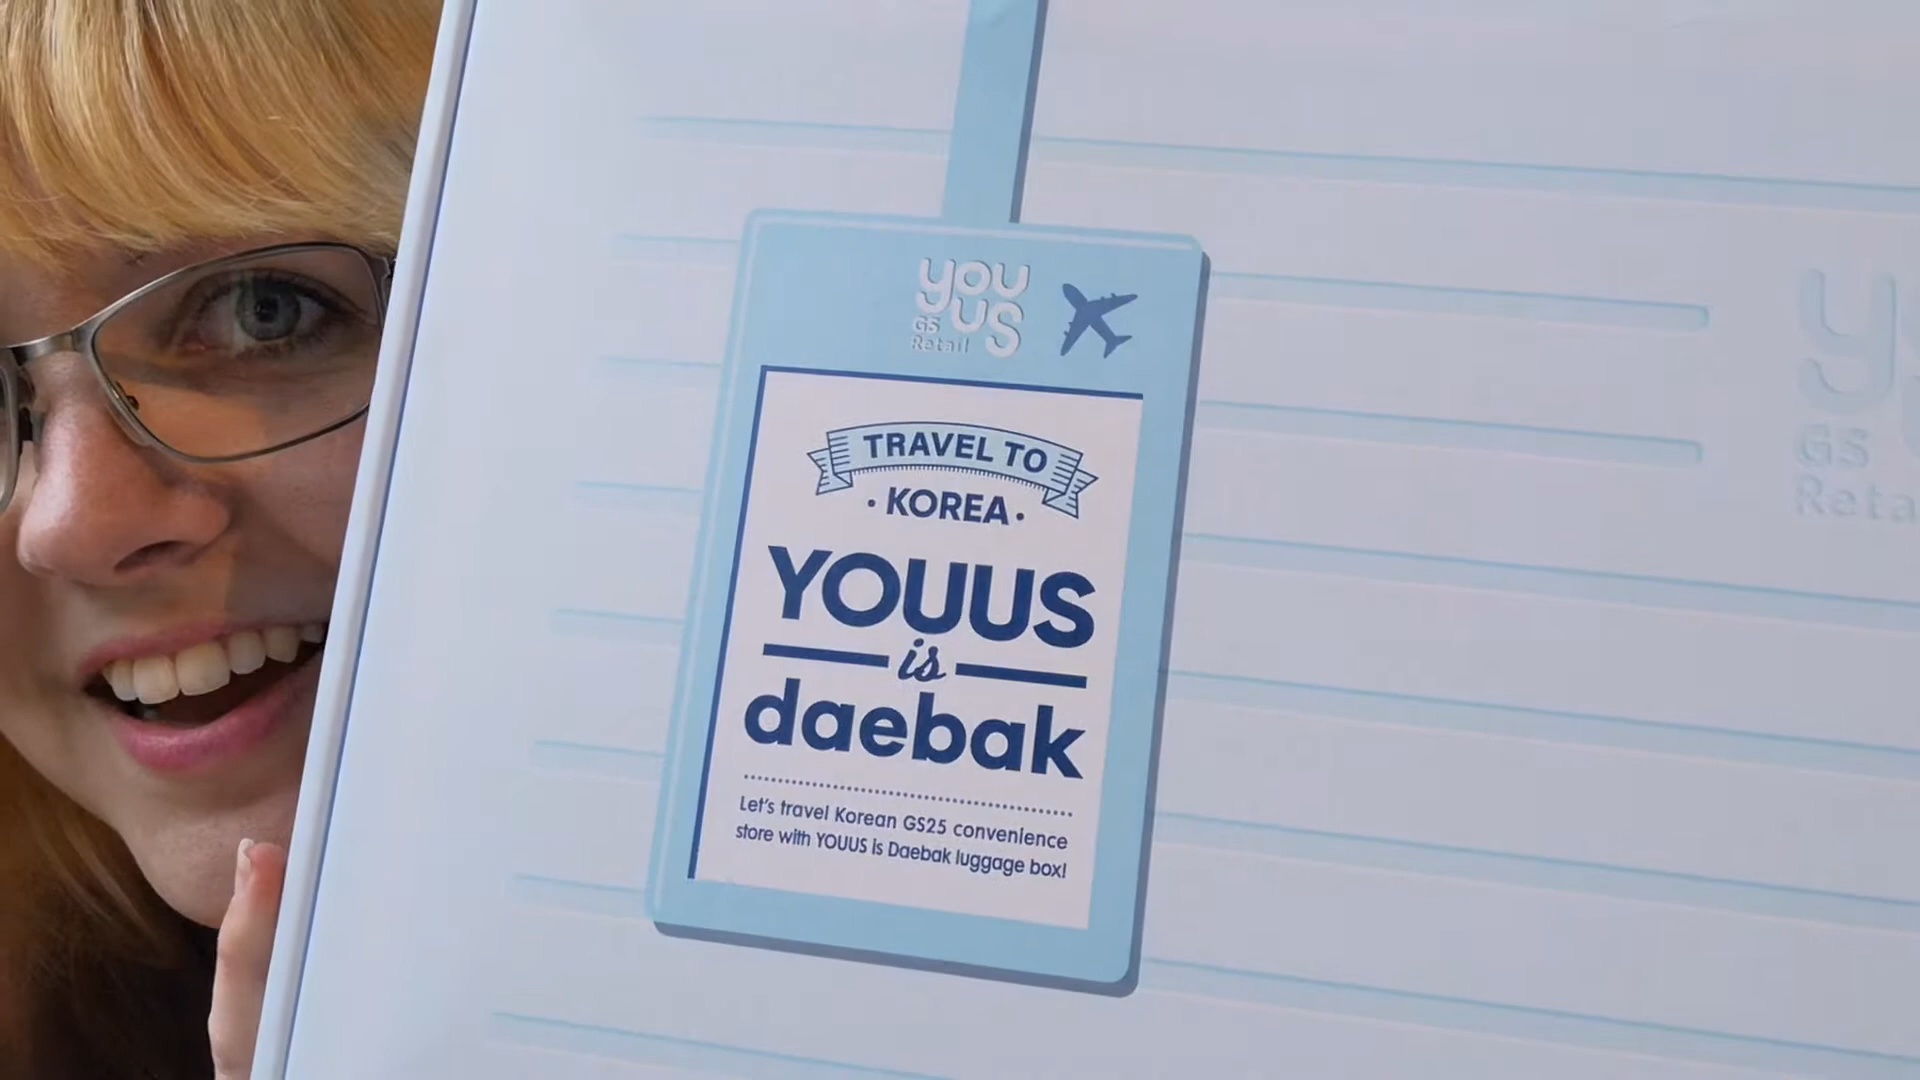 you
us
GS
Retail
TRAVEL TO
• KOREA •
YOUUS
is
daebak
Let's travel Korean GS25 convenience
store with YOUUS is Daebak luggage box!
GS